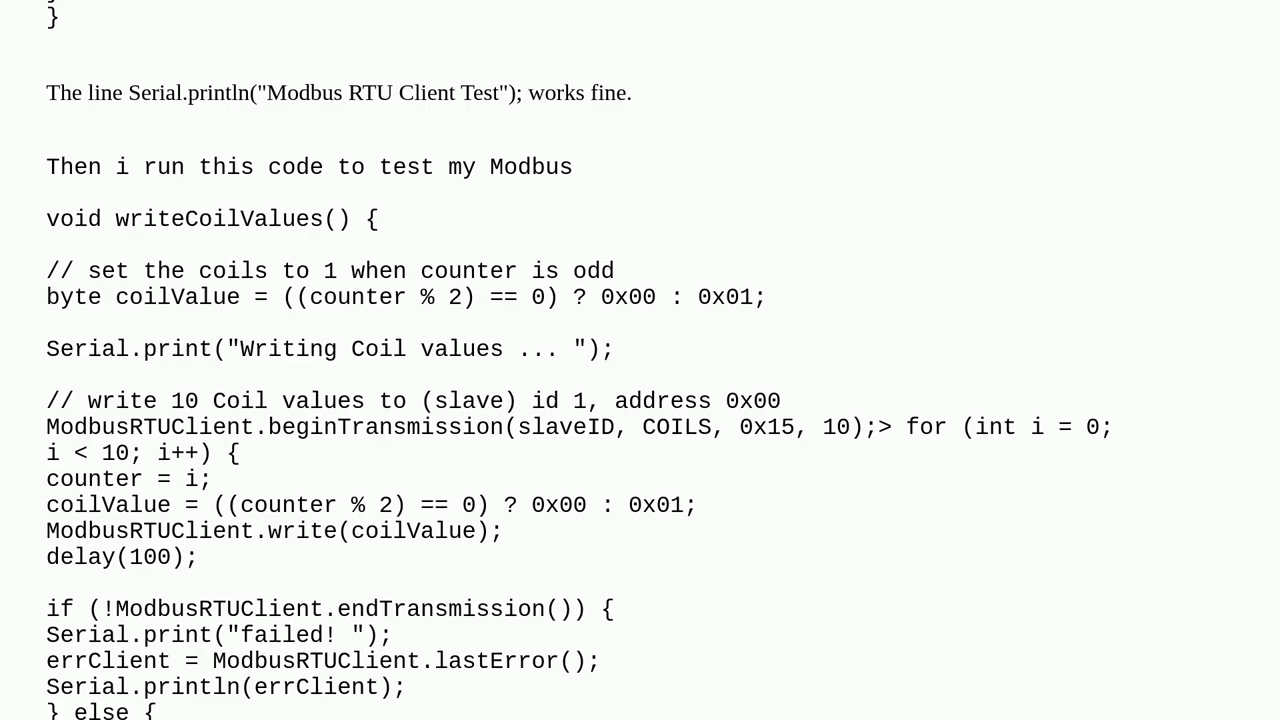 }
The line Serial.println("Modbus RTU Client Test"); works fine.
Then i run this code to test my Modbus
void writeCoilValues() {
// set the coils to 1 when counter is odd
byte coilValue = ((counter % 2) == 0) ? 0x00 : 0x01;
Serial.print("Writing Coil values ... ");
// write 10 Coil values to (slave) id 1, address 0x00
ModbusRTUClient.beginTransmission(slaveID, COILS, 0x15, 10);> for (int i = 0;
i < 10; i++) {
counter = i;
coilValue = ((counter % 2) == 0) ? 0x00 : 0x01;
ModbusRTUClient.write(coilValue);
delay(100);
if (!ModbusRTUClient.endTransmission()) {
Serial.print("failed! ");
errClient = ModbusRTUClient.lastError();
Serial.println(errClient);
} else {